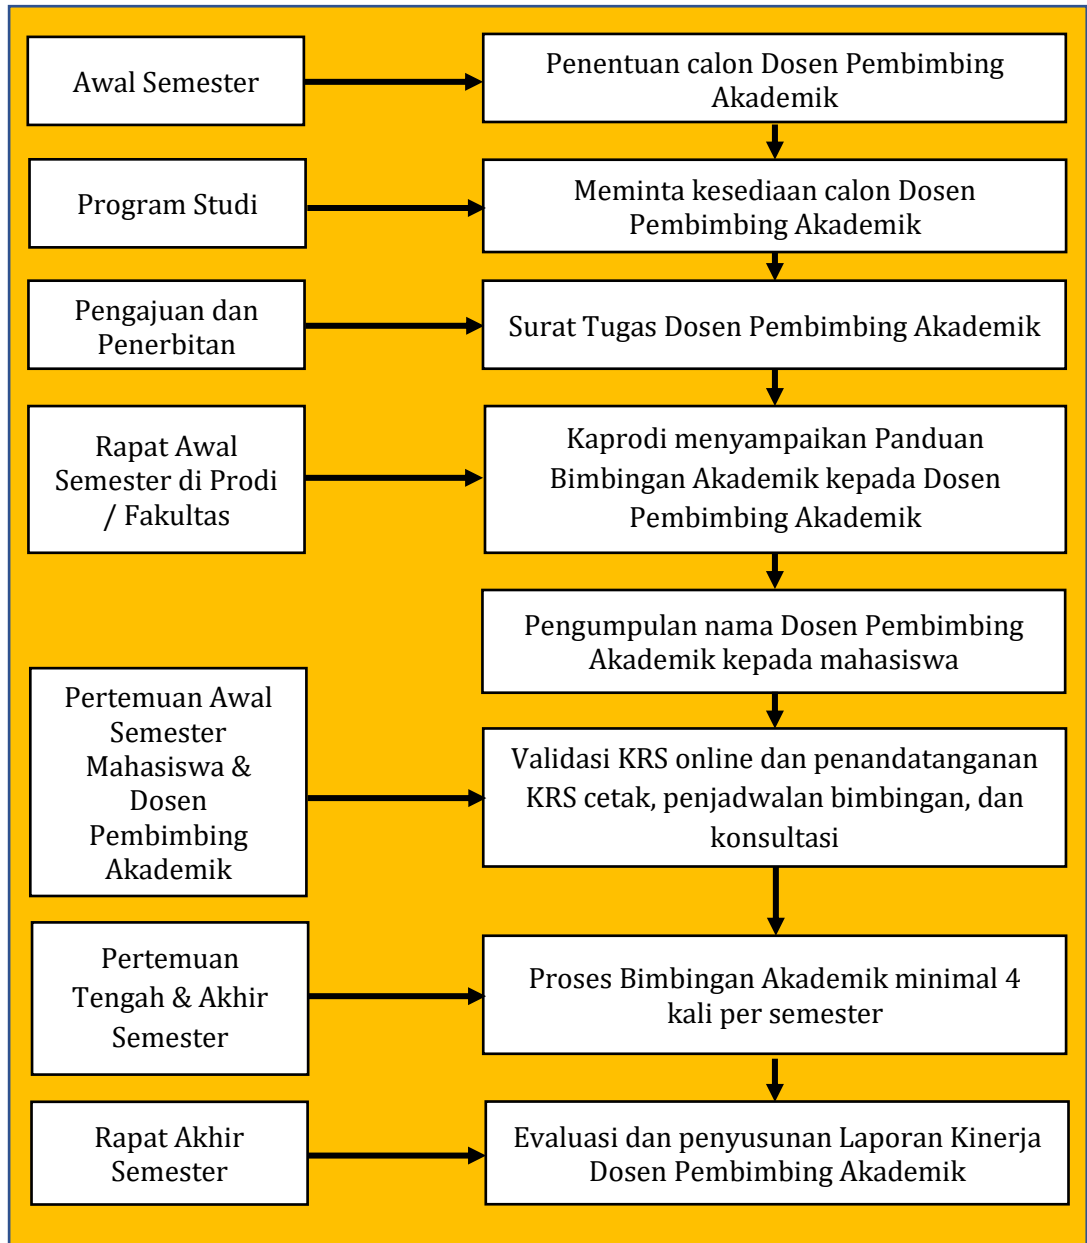 Awal Semester
Penentuan calon Dosen Pembimbing
Akademik
Program Studi
Meminta kesediaan calon Dosen
Pembimbing Akademik
Pengajuan dan
Penerbitan
Surat Tugas Dosen Pembimbing Akademik
Rapat Awal
Semester di Prodi
/ Fakultas
Kaprodi menyampaikan Panduan
Bimbingan Akademik kepada Dosen
Pembimbing Akademik
Pengumpulan nama Dosen Pembimbing
Akademik kepada mahasiswa
Pertemuan Awal
Semester
Mahasiswa &
Dosen
Pembimbing
Akademik
Validasi KRS online dan penandatanganan
KRS cetak, penjadwalan bimbingan, dan
konsultasi
Pertemuan
Tengah & Akhir
Semester
Proses Bimbingan Akademik minimal 4
kali per semester
Rapat Akhir
Semester
Evaluasi dan penyusunan Laporan Kinerja
Dosen Pembimbing Akademik